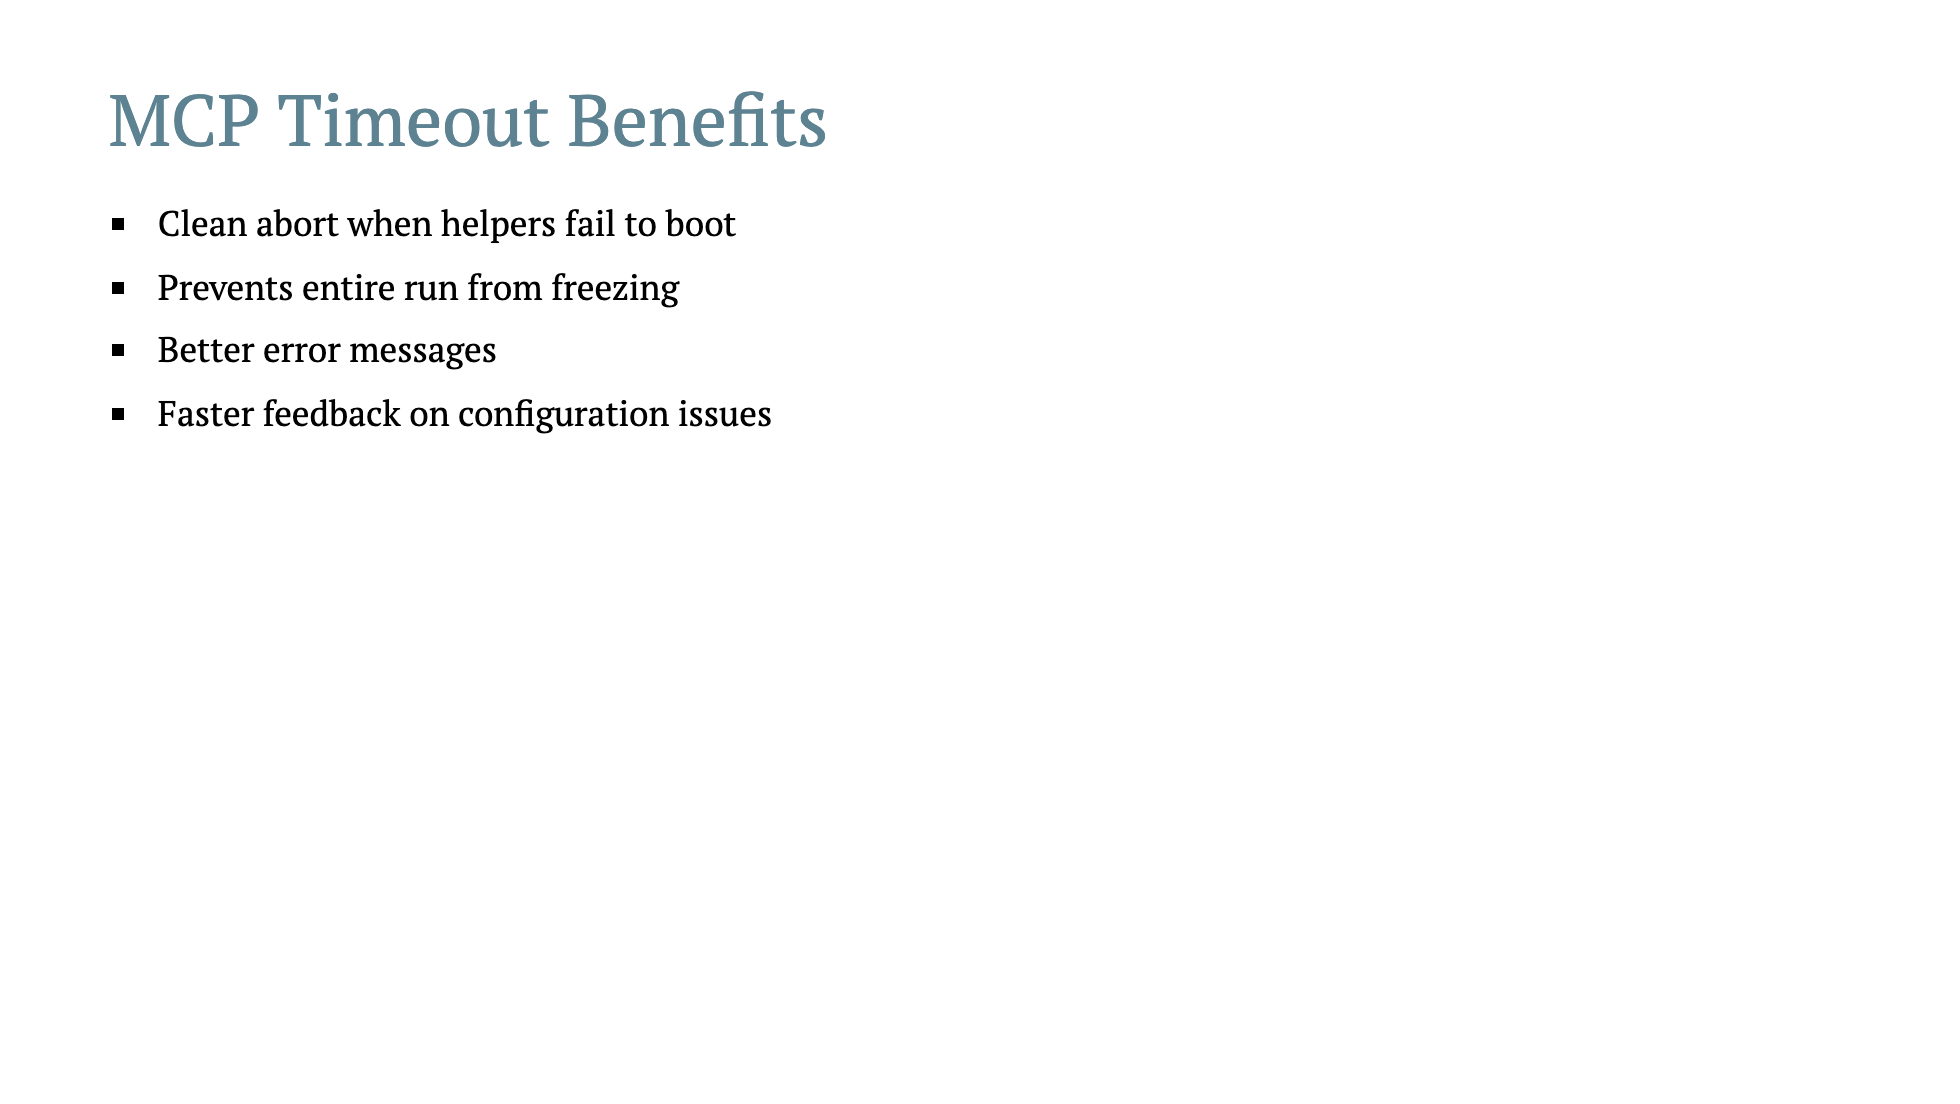 MCP Timeout Benefits
▪ Clean abort when helpers fail to boot
▪ Prevents entire run from freezing
▪ Better error messages
▪ Faster feedback on configuration issues